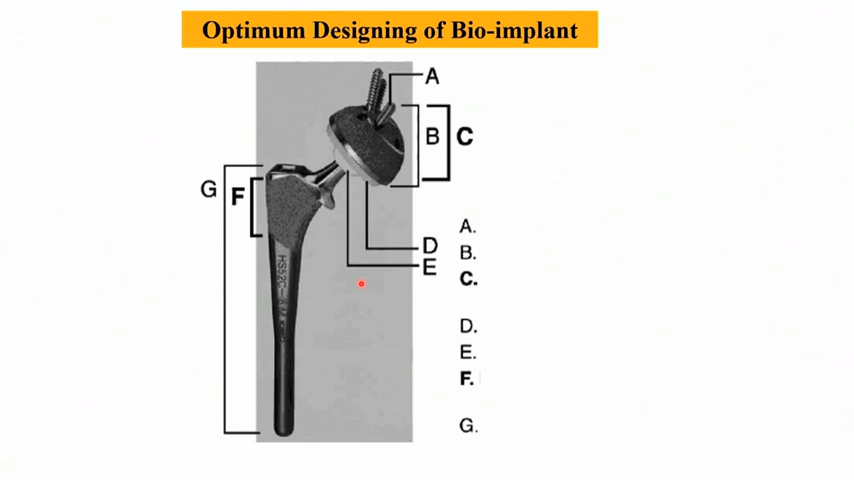 Optimum Designing of Bio-implant
A
B
C
G
F
D
E
A.
B.
C.
D.
E.
F.
G.